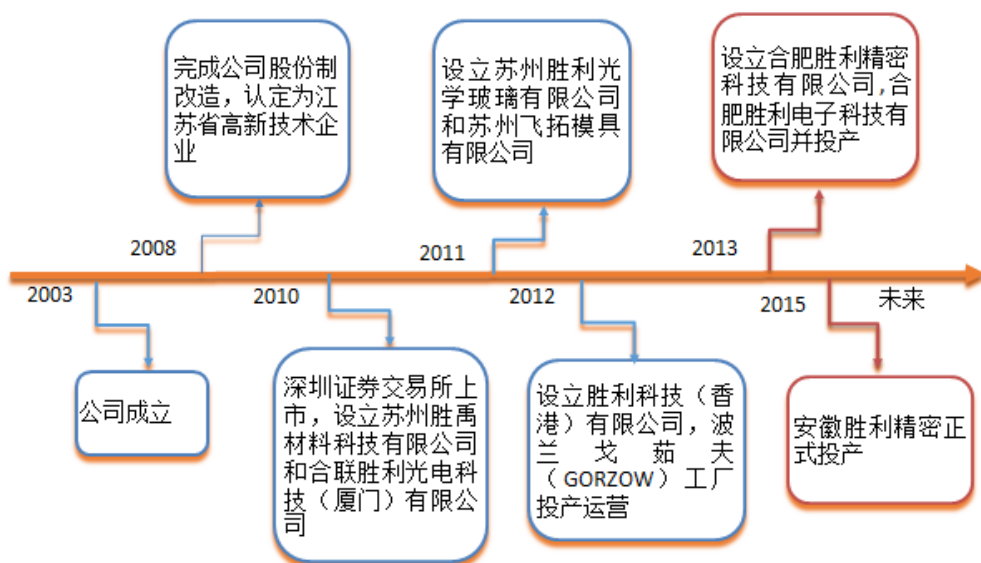 完成公司股份制
改造，认定为江
苏省高新技术企
业
设立苏州胜利光
学玻璃有限公司
和苏州飞拓模具
有限公司
设立合肥胜利精密
科技有限公司,合
肥胜利电子科技有
限公司并投产
2008
2011
2013
2003
2010
2012
2015
未来
公司成立
深圳证券交易所上
市，设立苏州胜禹
材料科技有限公司
和合联胜利光电科
技（厦门）有限公
司
设立胜利科技（香
港）有限公司，波
兰戈茹夫
（GORZOW）工厂
投产运营
安徽胜利精密正
式投产